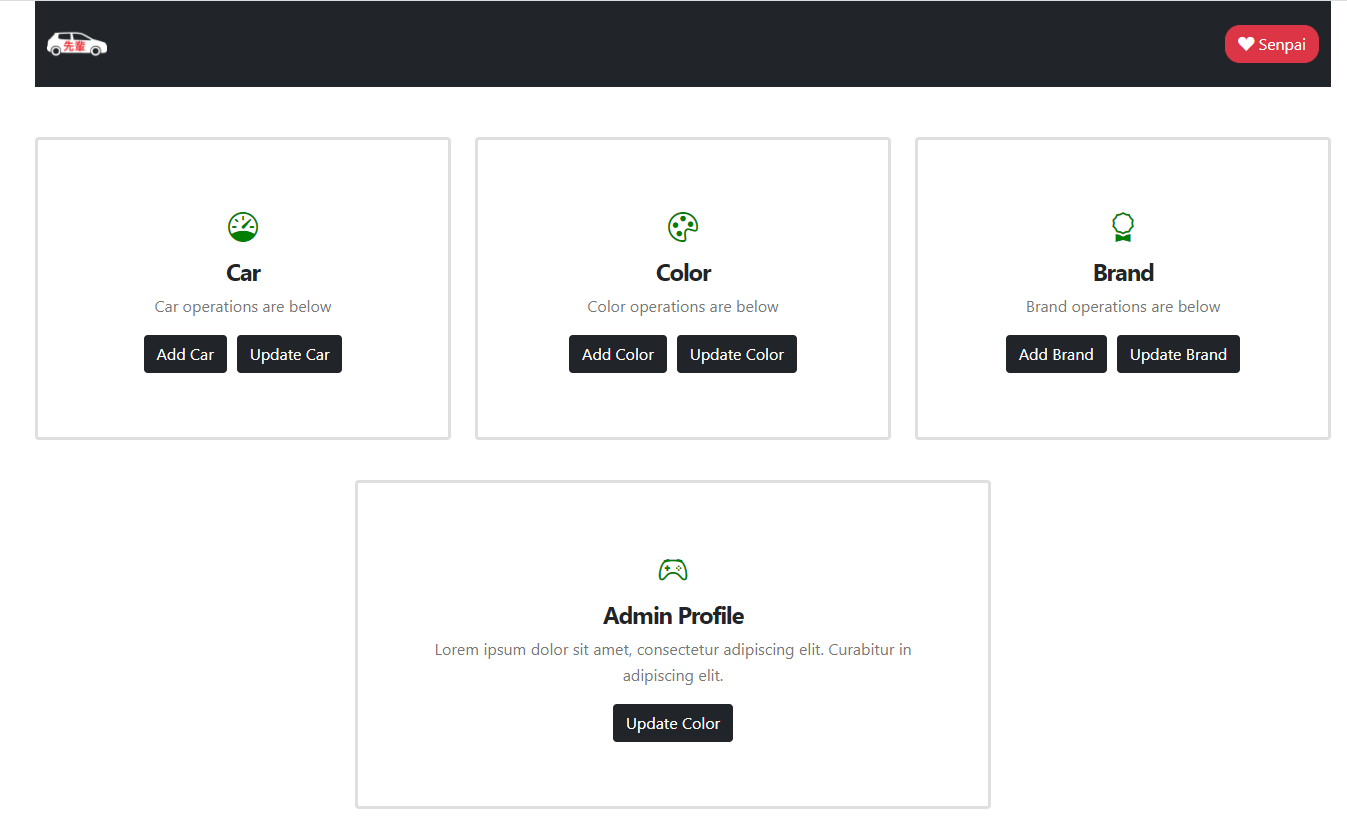 先輩
Senpai
Car
Car operations are below
Add Car Update Car
Color
Color operations are below
Add Color Update Color
Brand
Brand operations are below
Add Brand Update Brand
Admin Profile
Lorem ipsum dolor sit amet, consectetur adipiscing elit. Curabitur in
adipiscing elit.
Update Color